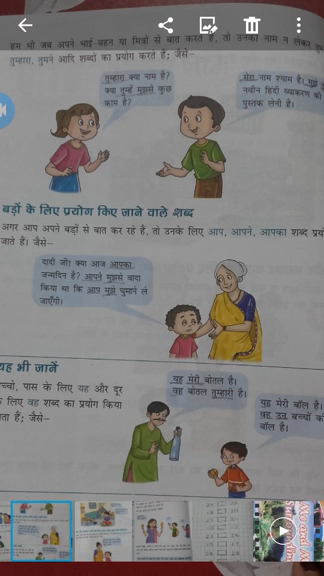 हम भी जब अपने भाई-बहन या मित्रों से बात करते हैं, तो उनका नाम न लेकर
तुम्हारा, तुमने आदि शब्दों का प्रयोग करते हैं; जैसे—
तुम्हारा क्या नाम है?
क्या तुम्हें मुझसे कुछ
काम है?
मेरा नाम श्याम है। मुझे
नवीन हिंदी व्याकरण की
पुस्तक लेनी है।
बड़ों के लिए प्रयोग किए जाने वाले शब्द
अगर आप अपने बड़ों से बात कर रहे हैं, तो उनके लिए आप, आपने, आपका शब्द
जाते हैं। जैसे—
दादी जी! क्या आज आपका
जन्मदिन है? आपने मुझसे वादा
किया था कि आप मुझे घुमाने ले
जाएँगी।
यह भी जानें
बच्चो, पास के लिए यह और दूर
के लिए वह शब्द का प्रयोग किया
जाता है; जैसे—
यह मेरी बोतल है।
वह बोतल तुम्हारी है।
यह मेरी बॉल है।
वह उन बच्चों की
बॉल है।